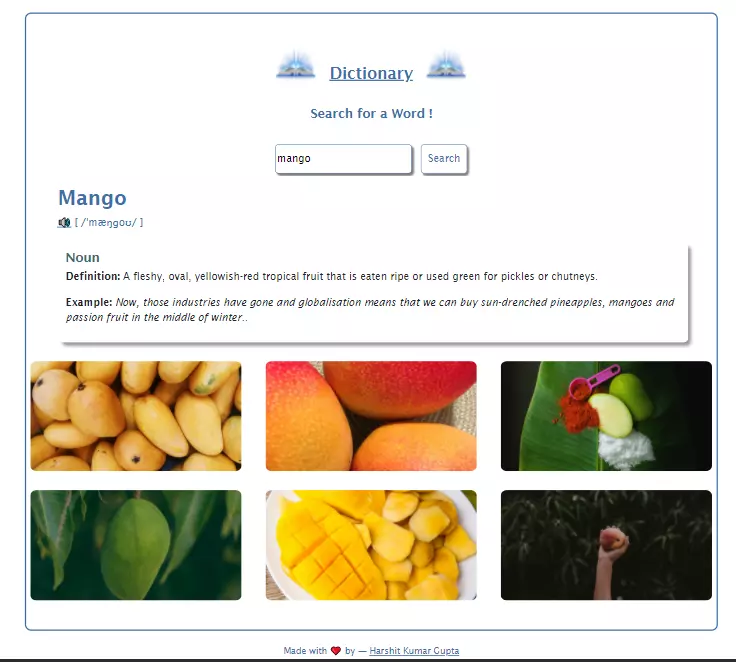 Dictionary
Search for a Word !
mango
Search
Mango
[ /'mæŋɡoʊ/ ]
Noun
Definition: A fleshy, oval, yellowish-red tropical fruit that is eaten ripe or used green for pickles or chutneys.
Example: Now, those industries have gone and globalisation means that we can buy sun-drenched pineapples, mangoes and
passion fruit in the middle of winter..
Made with ❤ by — Harshit Kumar Gupta